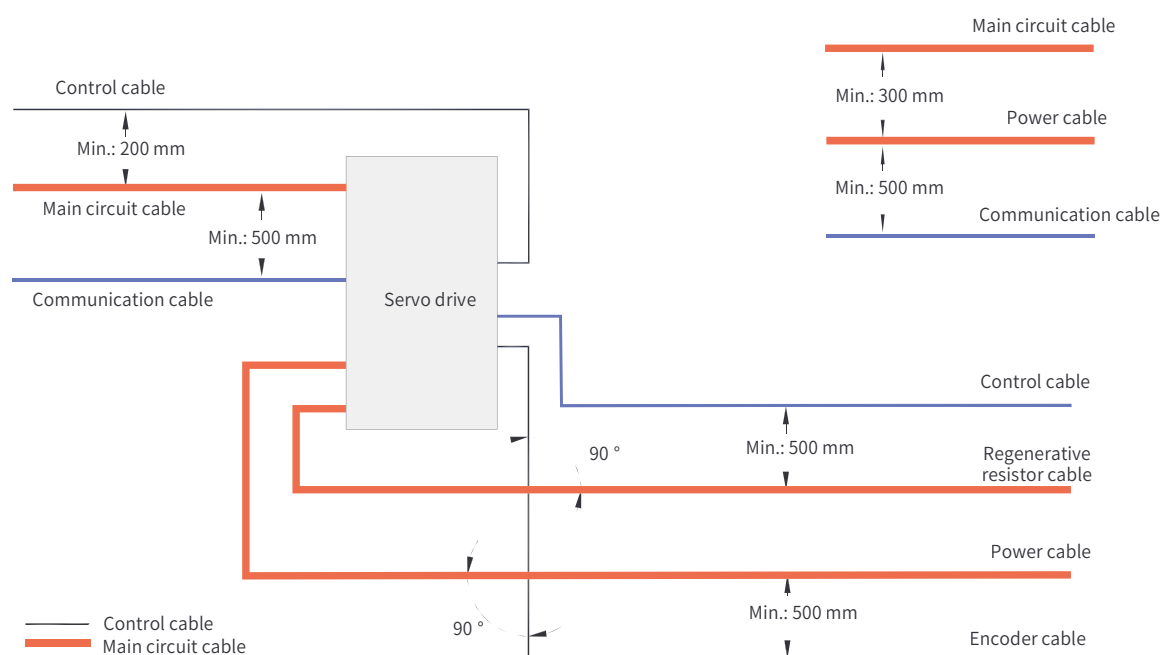 Main circuit cable
Control cable
Min.: 300 mm
Power cable
Min.: 200 mm
Min.: 500 mm
Main circuit cable
Communication cable
Min.: 500 mm
Communication cable
Servo drive
Control cable
Min.: 500 mm
90 °
Regenerative
resistor cable
Power cable
Min.: 500 mm
Control cable
90 °
Encoder cable
Main circuit cable